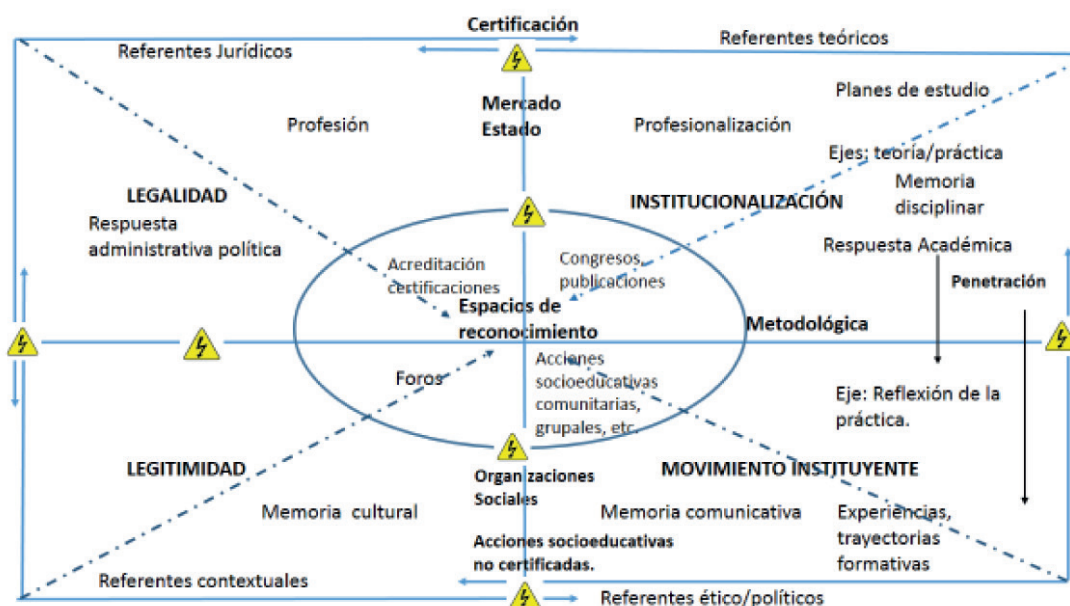 Certificación
Referentes Jurídicos
Referentes teóricos
Planes de estudio
Mercado
Estado
Profesión
Profesionalización
Ejes: teoría/práctica
Memoria
disciplinar
LEGALIDAD
INSTITUCIONALIZACIÓN
Respuesta
administrativa política
Respuesta Académica
Acreditación
certificaciones
Congresos,
publicaciones
Penetración
Espacios de
reconocimiento
Metodológica
Foros
Acciones
socioeducativas
comunitarias,
grupales, etc.
Eje: Reflexión de la
práctica.
LEGITIMIDAD
MOVIMIENTO INSTITUYENTE
Organizaciones
Sociales
Memoria cultural
Memoria comunicativa
Experiencias,
trayectorias
formativas
Acciones socioeducativas
no certificadas.
Referentes contextuales
Referentes ético/políticos